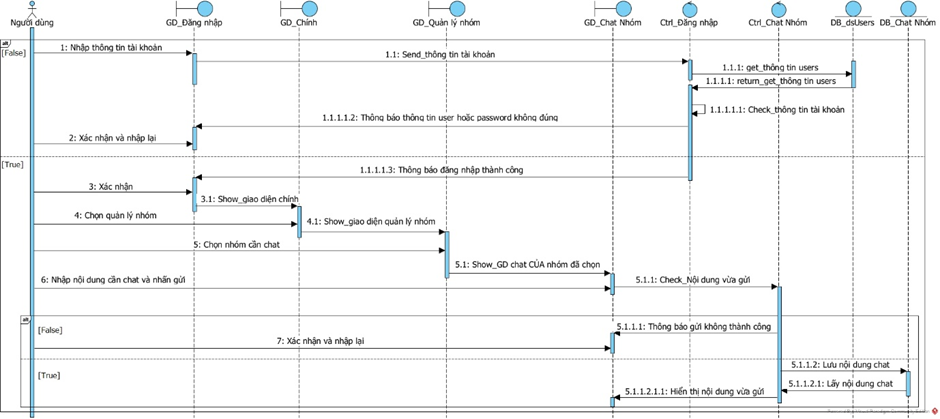 Người dùng
GD_Đăng nhập
GD_Chính
GD_Quản lý nhóm
GD_Chat Nhóm
Ctrl_Đăng nhập
Ctrl_Chat Nhóm
DB_dsUsers
DB_Chat Nhóm
alt
[False]
1: Nhập thông tin tài khoản
1.1: Send_thông tin tài khoản
1.1.1: get_thông tin users
1.1.1.1: return_get_thông tin users
1.1.1.1.1: Check_thông tin tài khoản
1.1.1.1.2: Thông báo thông tin user hoặc password không đúng
2: Xác nhận và nhập lại
[True]
1.1.1.1.3: Thông báo đăng nhập thành công
3: Xác nhận
3.1: Show_giao diện chính
4: Chọn quản lý nhóm
4.1: Show_giao diện quản lý nhóm
5: Chọn nhóm cần chat
5.1: Show_GD chat CỦA nhóm đã chọn
6: Nhập nội dung cần chat và nhấn gửi
5.1.1: Check_Nội dung vừa gửi
alt
[False]
5.1.1.1: Thông báo gửi không thành công
7: Xác nhận và nhập lại
[True]
5.1.1.2: Lưu nội dung chat
5.1.1.2.1: Lấy nội dung chat
5.1.1.2.1.1: Hiển thị nội dung vừa gửi